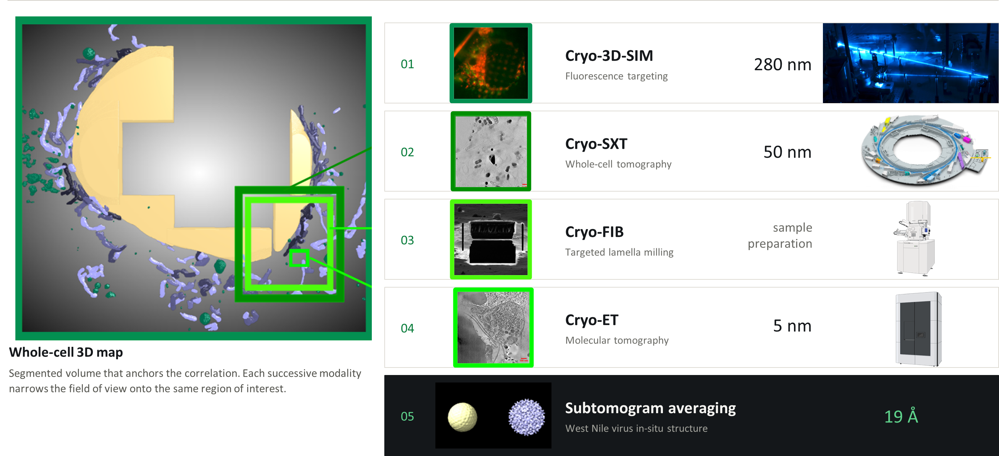 Whole-cell 3D map
Segmented volume that anchors the correlation. Each successive modality
narrows the field of view onto the same region of interest.
01
Cryo-3D-SIM
Fluorescence targeting
280 nm
02
Cryo-SXT
Whole-cell tomography
50 nm
03
Cryo-FIB
Targeted lamella milling
sample
preparation
04
Cryo-ET
Molecular tomography
5 nm
100 nm
05
Subtomogram averaging
West Nile virus in-situ structure
19 Å